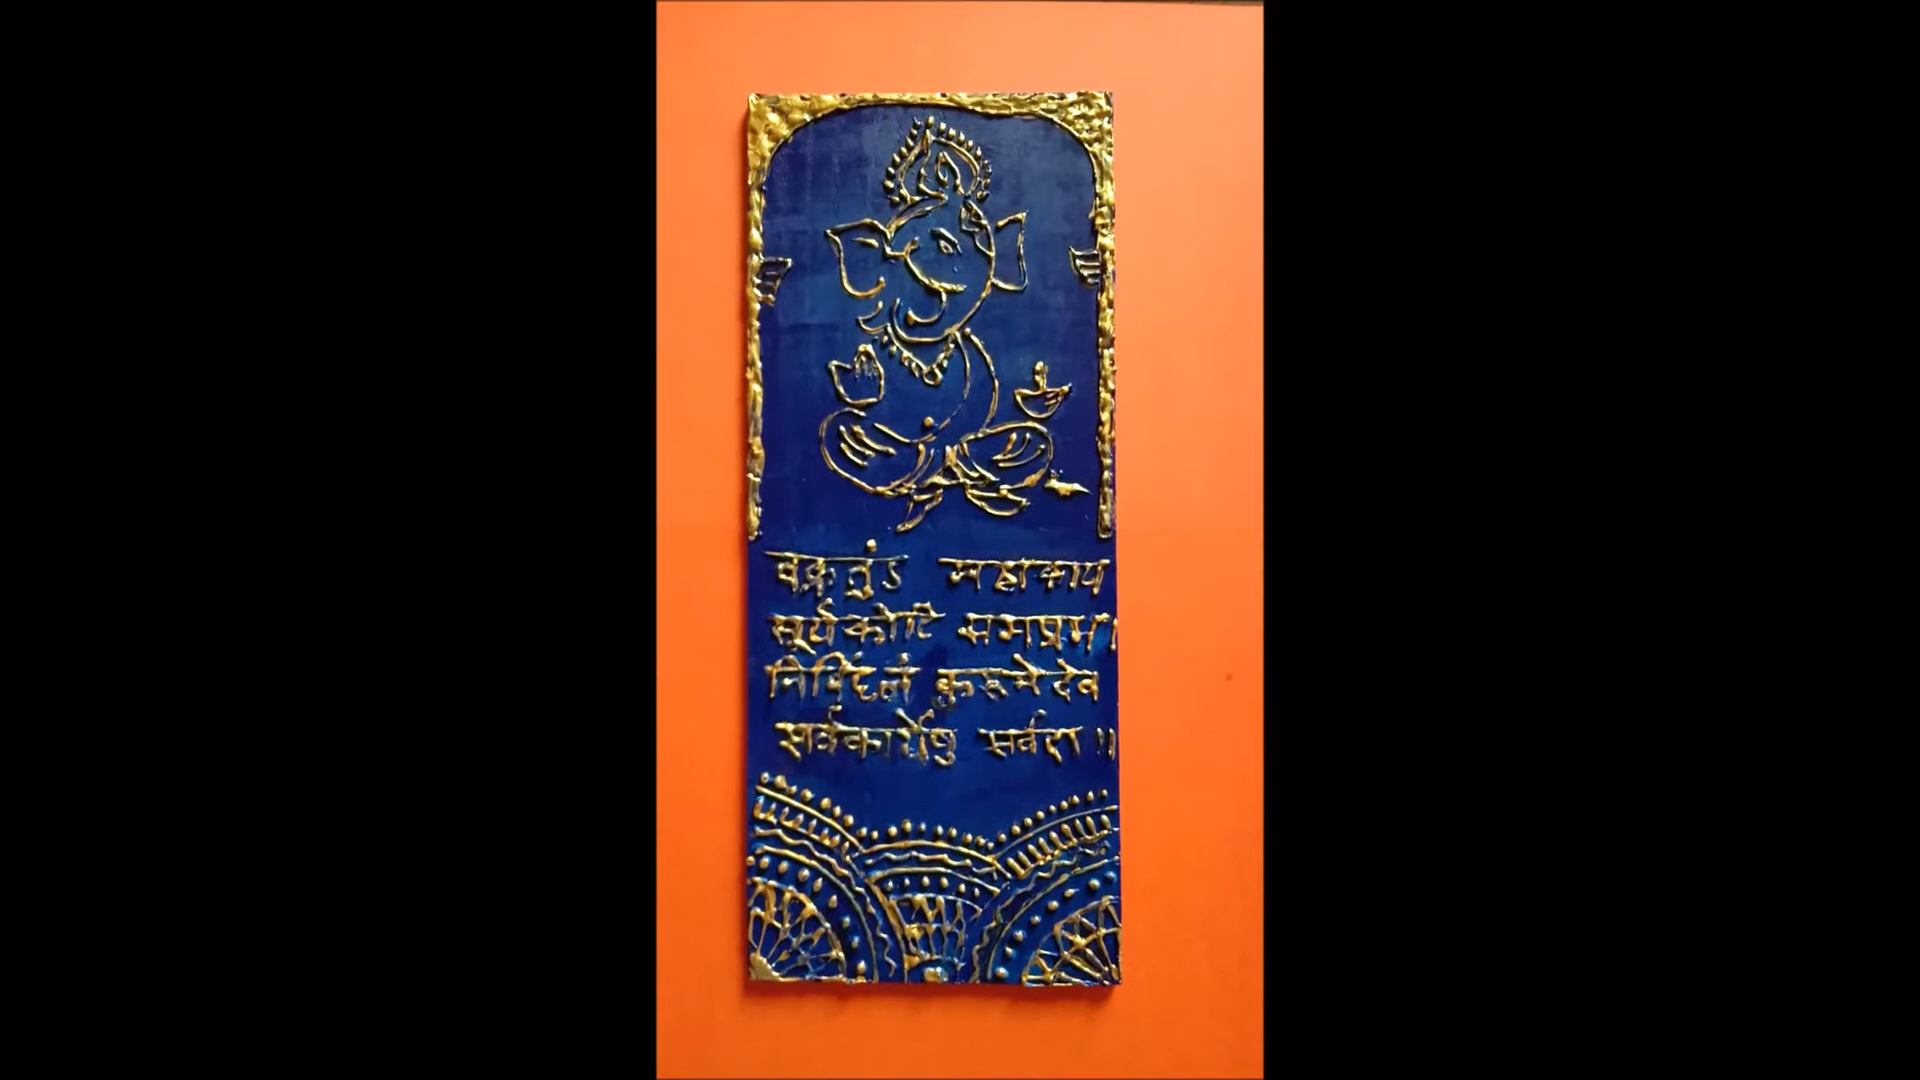 वक्रतुंड महाकाय
सूर्यकोटि समप्रभ।
निर्विघ्नं कुरूमेदेव
सर्वकार्येषु सर्वदा॥